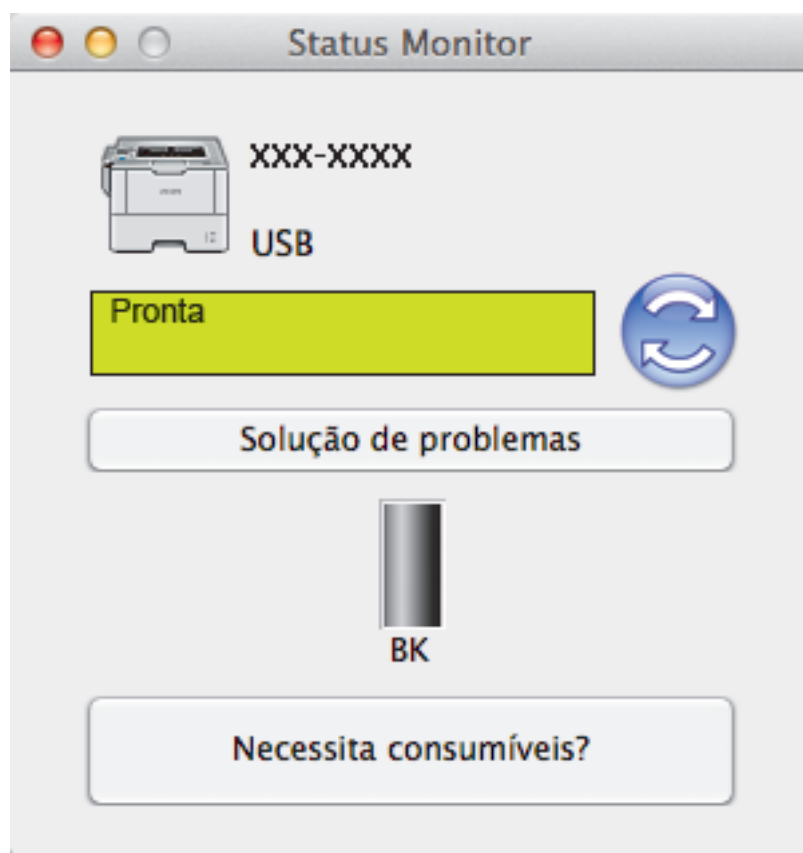 Status Monitor
XXX-XXXX
USB
Pronta
Solução de problemas
BK
Necessita consumíveis?